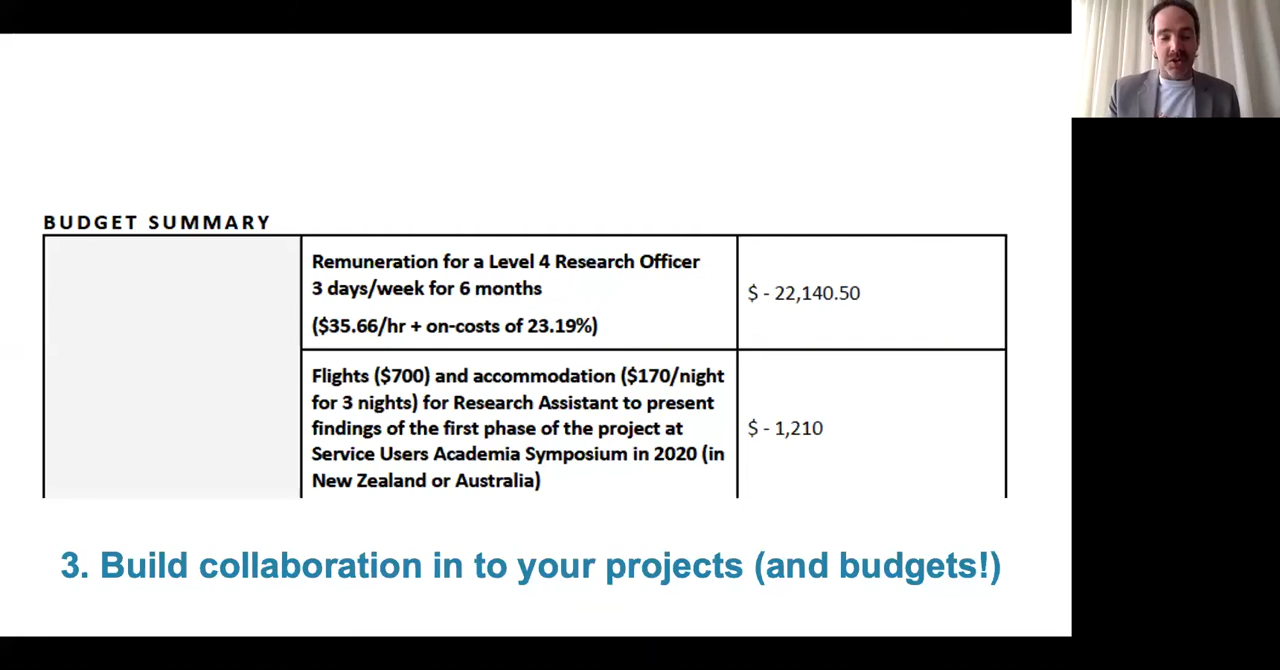 BUDGET SUMMARY
Remuneration for a Level 4 Research Officer
3 days/week for 6 months
($35.66/hr + on-costs of 23.19%)
$ - 22,140.50
Flights ($700) and accommodation ($170/night
for 3 nights) for Research Assistant to present
findings of the first phase of the project at
Service Users Academia Symposium in 2020 (in
New Zealand or Australia)
$ - 1,210
3. Build collaboration in to your projects (and budgets!)